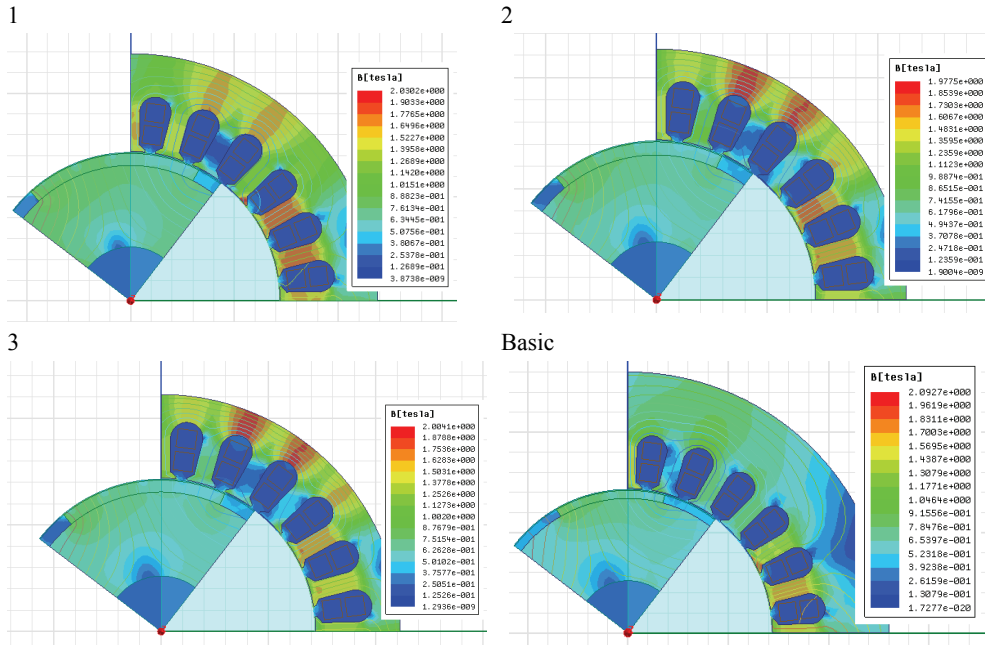 1
B[tesla]
2.0302e+000
1.9033e+000
1.7765e+000
1.6496e+000
1.5227e+000
1.3958e+000
1.2689e+000
1.1420e+000
1.0151e+000
8.8823e-001
7.6134e-001
6.3445e-001
5.0756e-001
3.8067e-001
2.5378e-001
1.2689e-001
3.8738e-009
2
B[tesla]
1.9775e+000
1.8539e+000
1.7303e+000
1.6067e+000
1.4831e+000
1.3595e+000
1.2359e+000
1.1123e+000
9.8874e-001
8.6515e-001
7.4155e-001
6.1796e-001
4.9437e-001
3.7078e-001
2.4718e-001
1.2359e-001
1.9004e-009
3
B[tesla]
2.0041e+000
1.8788e+000
1.7536e+000
1.6283e+000
1.5031e+000
1.3778e+000
1.2526e+000
1.1273e+000
1.0020e+000
8.7679e-001
7.5154e-001
6.2628e-001
5.0102e-001
3.7577e-001
2.5051e-001
1.2526e-001
1.2936e-009
Basic
B[tesla]
2.0927e+000
1.9619e+000
1.8311e+000
1.7003e+000
1.5695e+000
1.4387e+000
1.3079e+000
1.1771e+000
1.0464e+000
9.1556e-001
7.8476e-001
6.5397e-001
5.2318e-001
3.9238e-001
2.6159e-001
1.3079e-001
1.7277e-020